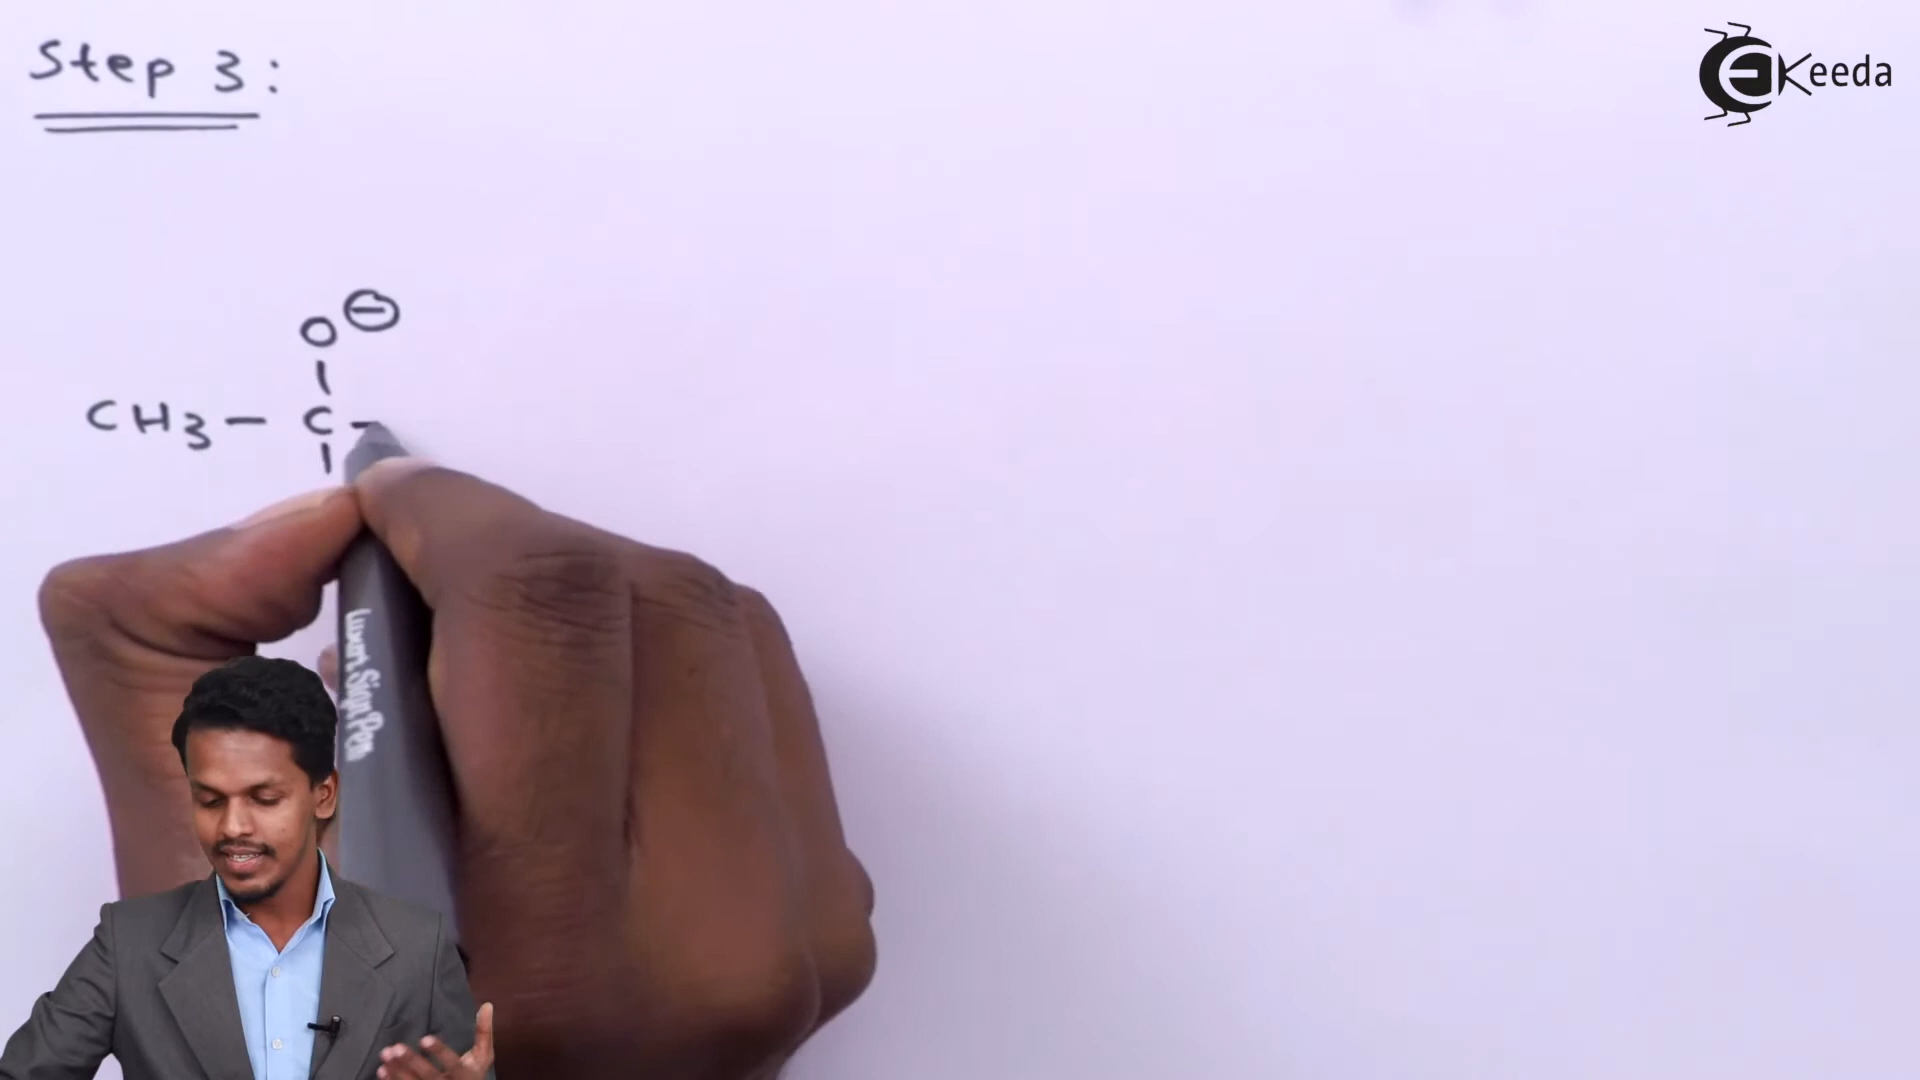 Step 3:
Keeda
O ⊖
CH3 - C -
Luxor Sign Pen